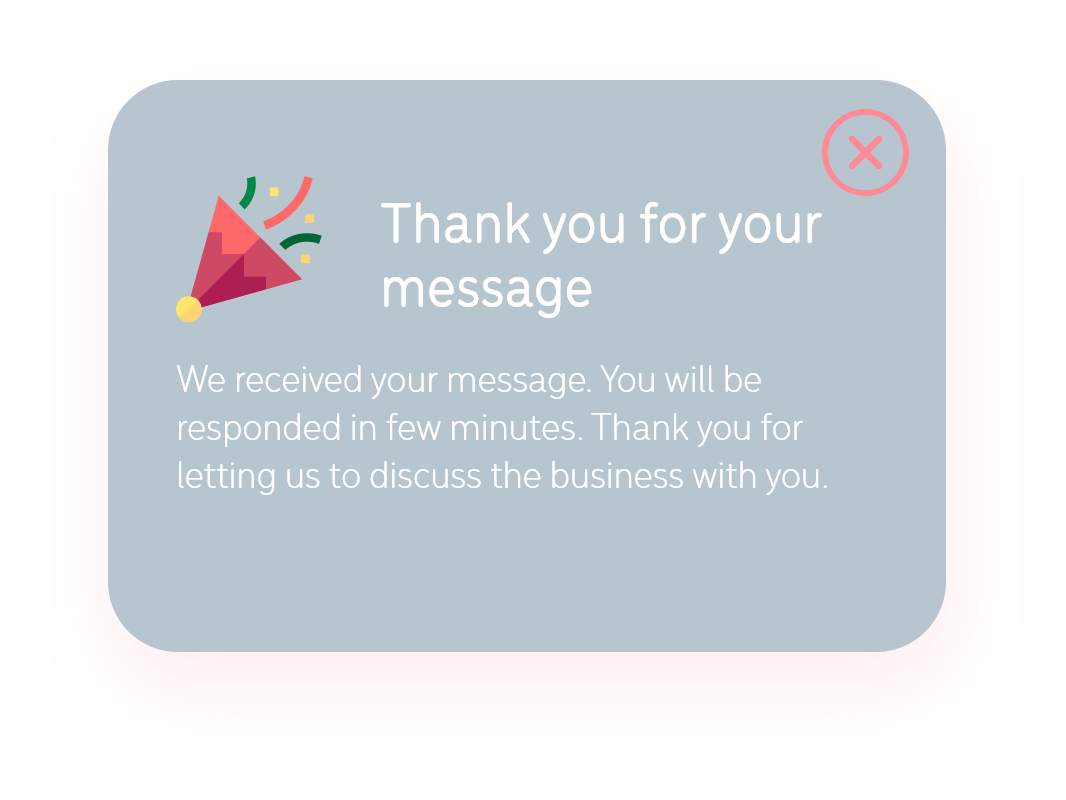 Thank you for your
message
We received your message. You will be
responded in few minutes. Thank you for
letting us to discuss the business with you.